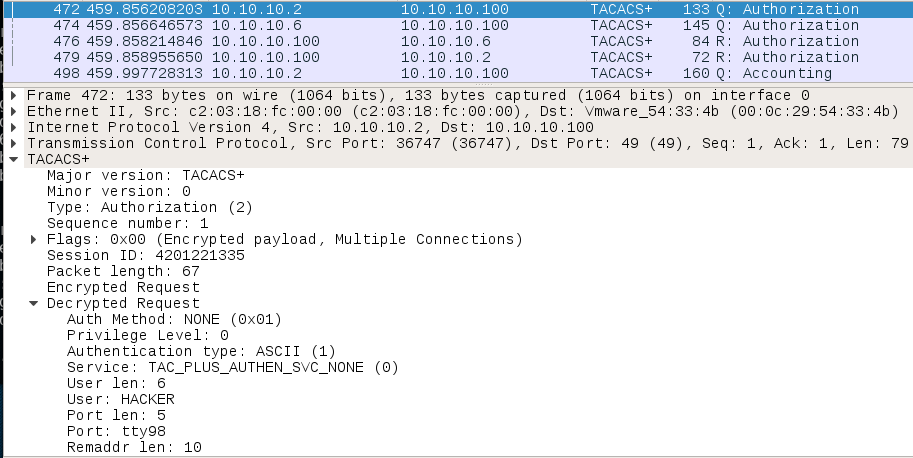 472 459.856208203 10.10.10.2 10.10.10.100 TACACS+ 133 Q: Authorization
474 459.856646573 10.10.10.6 10.10.10.100 TACACS+ 145 Q: Authorization
476 459.858214846 10.10.10.100 10.10.10.6 TACACS+ 84 R: Authorization
479 459.858955650 10.10.10.100 10.10.10.2 TACACS+ 72 R: Authorization
498 459.997728313 10.10.10.2 10.10.10.100 TACACS+ 160 Q: Accounting
Frame 472: 133 bytes on wire (1064 bits), 133 bytes captured (1064 bits) on interface 0
Ethernet II, Src: c2:03:18:fc:00:00 (c2:03:18:fc:00:00), Dst: Vmware_54:33:4b (00:0c:29:54:33:4b)
Internet Protocol Version 4, Src: 10.10.10.2, Dst: 10.10.10.100
Transmission Control Protocol, Src Port: 36747 (36747), Dst Port: 49 (49), Seq: 1, Ack: 1, Len: 79
TACACS+
Major version: TACACS+
Minor version: 0
Type: Authorization (2)
Sequence number: 1
Flags: 0x00 (Encrypted payload, Multiple Connections)
Session ID: 4201221335
Packet length: 67
Encrypted Request
Decrypted Request
Auth Method: NONE (0x01)
Privilege Level: 0
Authentication type: ASCII (1)
Service: TAC_PLUS_AUTHEN_SVC_NONE (0)
User len: 6
User: HACKER
Port len: 5
Port: tty98
Remaddr len: 10